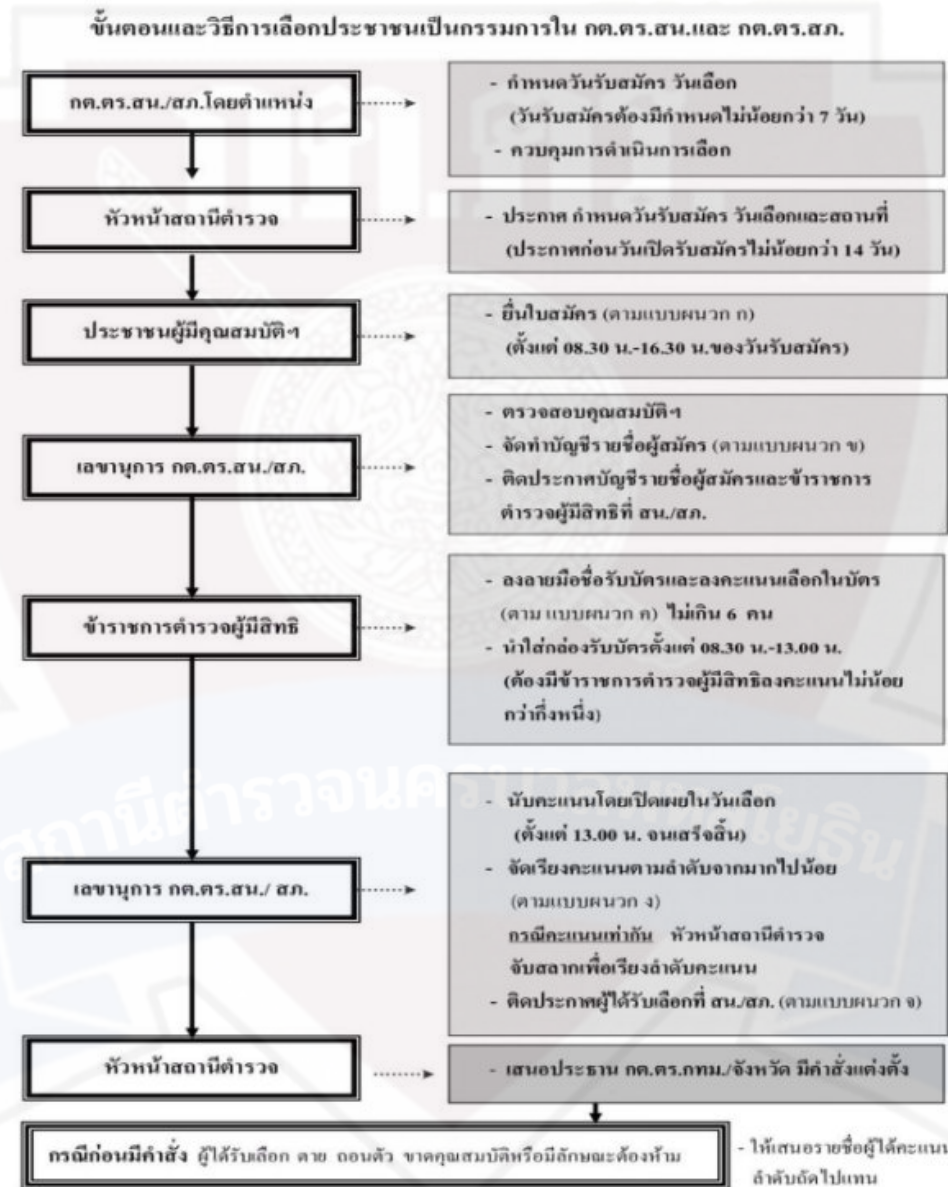 ขั้นตอนและวิธีการเลือกประชาชนเป็นกรรมการใน กต.ตร.สน.และ กต.ตร.สภ.
กต.ตร.สน./สภ.โดยตำแหน่ง
- กำหนดวันรับสมัคร วันเลือก
(วันรับสมัครต้องมีกำหนดไม่น้อยกว่า 7 วัน)
- ควบคุมการดำเนินการเลือก
หัวหน้าสถานีตำรวจ
- ประกาศ กำหนดวันรับสมัคร วันเลือกและสถานที่
(ประกาศก่อนวันเปิดรับสมัครไม่น้อยกว่า 14 วัน)
ประชาชนผู้มีคุณสมบัติฯ
- ยื่นใบสมัคร (ตามแบบผนวก ก)
(ตั้งแต่ 08.30 น.-16.30 น.ของวันรับสมัคร)
เลขานุการ กต.ตร.สน./สภ.
- ตรวจสอบคุณสมบัติฯ
- จัดทำบัญชีรายชื่อผู้สมัคร (ตามแบบผนวก ข)
- ติดประกาศบัญชีรายชื่อผู้สมัครและข้าราชการ
ตำรวจผู้มีสิทธิที่ สน./สภ.
ข้าราชการตำรวจผู้มีสิทธิ
- ลงลายมือชื่อรับบัตรและลงคะแนนเลือกในบัตร
(ตาม แบบผนวก ค) ไม่เกิน 6 คน
- นำใส่กล่องรับบัตรตั้งแต่ 08.30 น.-13.00 น.
(ต้องมีข้าราชการตำรวจผู้มีสิทธิลงคะแนนไม่น้อย
กว่ากึ่งหนึ่ง)
เลขานุการ กต.ตร.สน./ สภ.
- นับคะแนนโดยเปิดเผยในวันเลือก
(ตั้งแต่ 13.00 น. จนเสร็จสิ้น)
- จัดเรียงคะแนนตามลำดับจากมากไปน้อย
(ตามแบบผนวก ง)
กรณีคะแนนเท่ากัน หัวหน้าสถานีตำรวจ
จับสลากเพื่อเรียงลำดับคะแนน
- ติดประกาศผู้ได้รับเลือกที่ สน./สภ. (ตามแบบผนวก จ)
หัวหน้าสถานีตำรวจ
- เสนอประธาน กต.ตร.กทม./จังหวัด มีคำสั่งแต่งตั้ง
กรณีก่อนมีคำสั่ง ผู้ได้รับเลือก ตาย ถอนตัว ขาดคุณสมบัติหรือมีลักษณะต้องห้าม
- ให้เสนอรายชื่อผู้ได้คะแนน
ลำดับถัดไปแทน